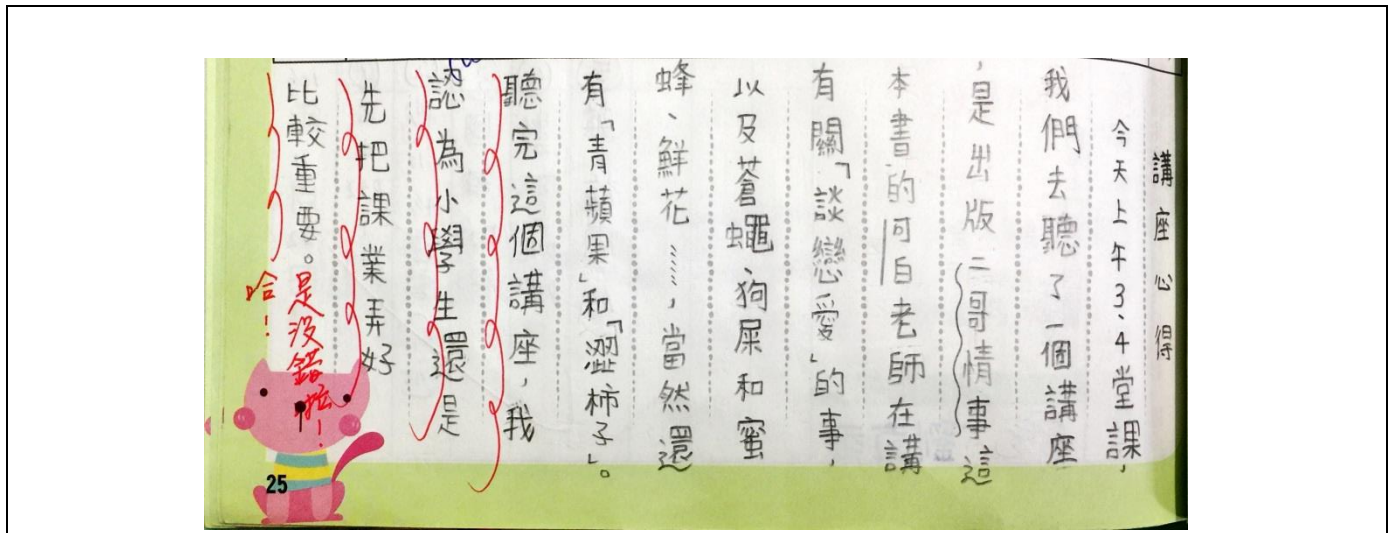 講座心得
今天上午3、4堂課,
我們去聽了一個講座
,是出版二哥情事這
本書的可白老師在講
有關「談戀愛」的事,
以及蒼蠅、狗屎和蜜
蜂、鮮花……,當然還
有「青蘋果」和「澀柿子」。
聽完這個講座,我
認為小學生還是
先把課業弄好
比較重要。
是沒錯啦!
哈!
25